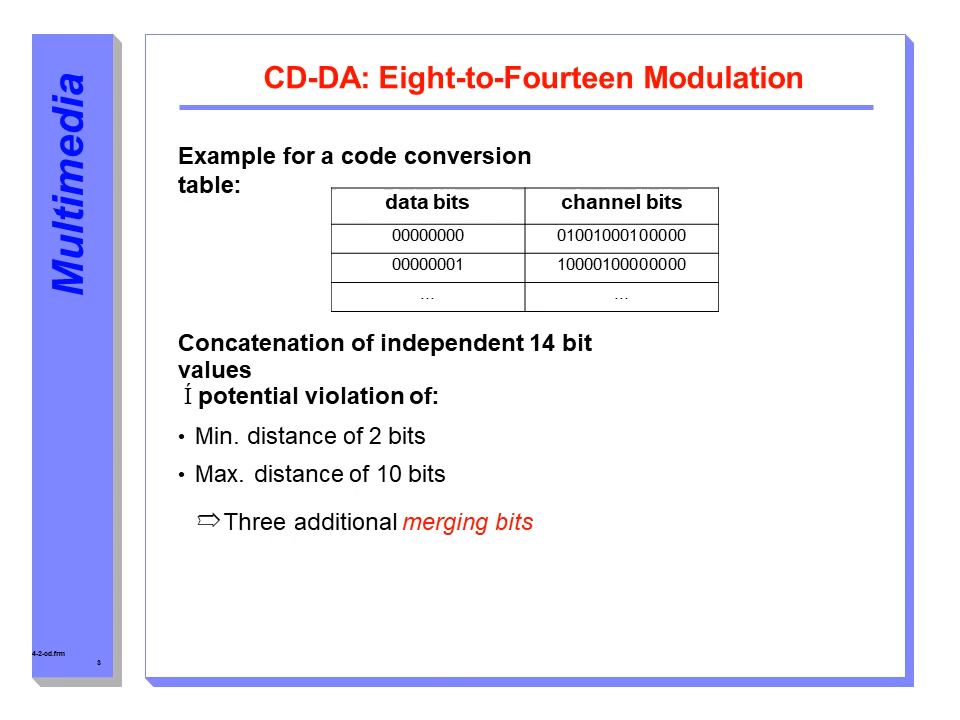 Multimedia
CD-DA: Eight-to-Fourteen Modulation
Example for a code conversion
table:
data bits channel bits
00000000 01001000100000
00000001 10000100000000
... ...
Concatenation of independent 14 bit
values
Í potential violation of:
• Min. distance of 2 bits
• Max. distance of 10 bits
⇨ Three additional merging bits
4-2-cd.frm
3